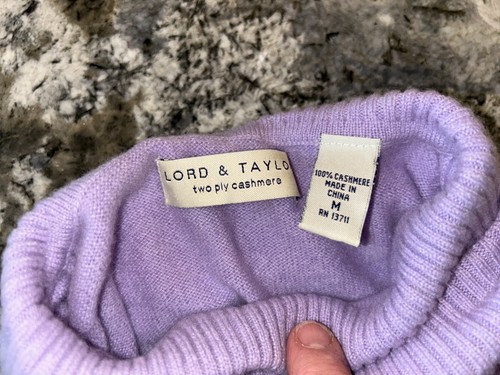 LORD & TAYLO
two ply cashmere
100% CASHMERE
MADE IN
CHINA
M
RN 13711